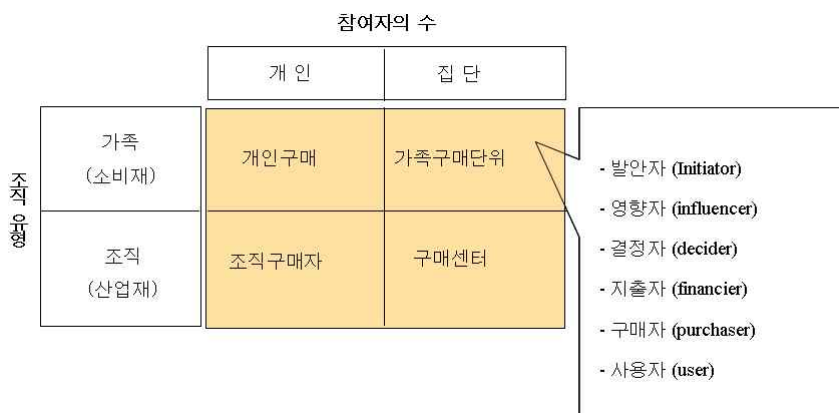 참여자의 수
개 인
집 단
조직 유형
가족
(소비재)
개인구매
가족구매단위
조직
(산업재)
조직구매자
구매센터
- 발안자 (Initiator)
- 영향자 (influencer)
- 결정자 (decider)
- 지출자 (financier)
- 구매자 (purchaser)
- 사용자 (user)